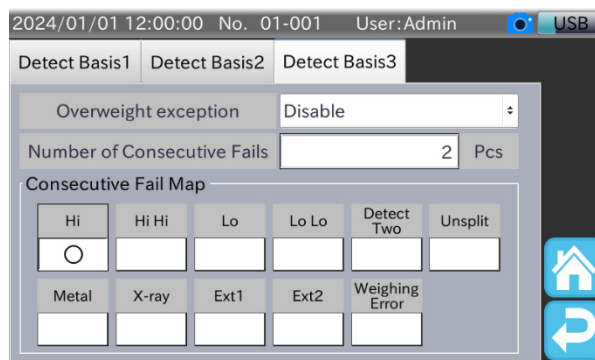 2024/01/01 12:00:00 No. 01-001 User:Admin USB
Detect Basis1 Detect Basis2 Detect Basis3
Overweight exception Disable
Number of Consecutive Fails 2 Pcs
Consecutive Fail Map
Hi Hi Hi Lo Lo Lo Detect Two Unsplit
Metal X-ray Ext1 Ext2 Weighing Error